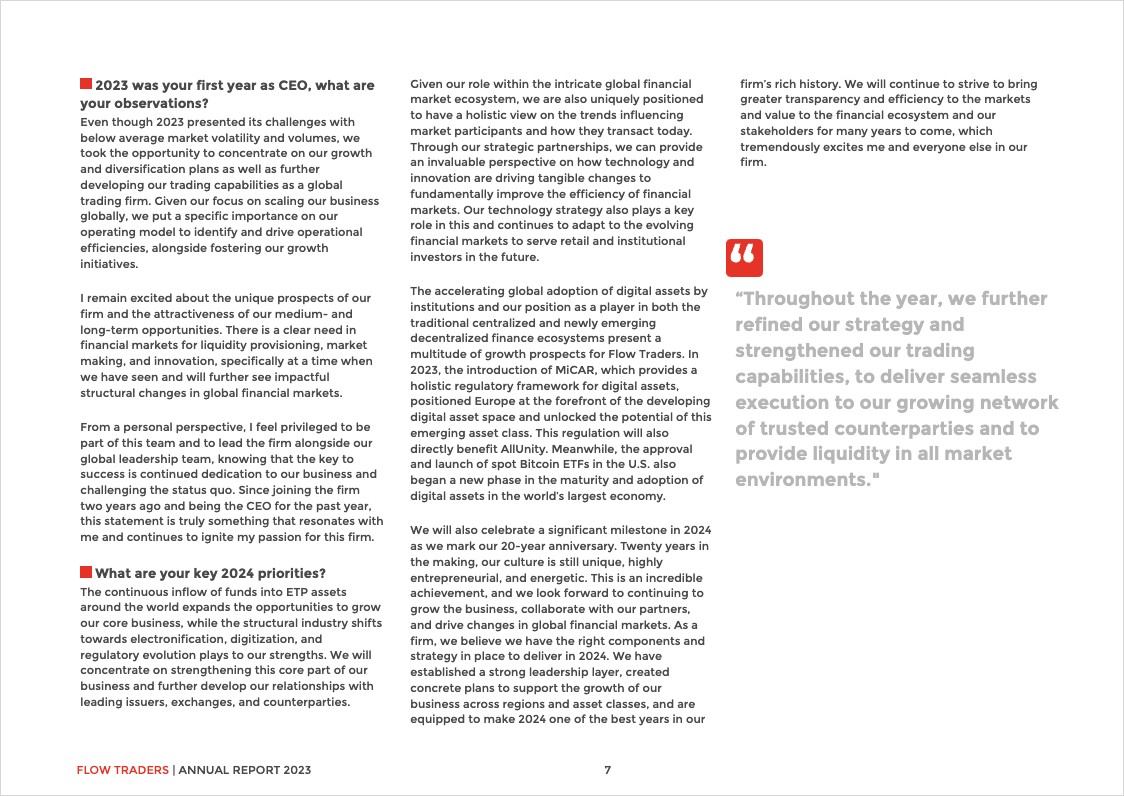 2023 was your first year as CEO, what are
your observations?
Even though 2023 presented its challenges with
below average market volatility and volumes, we
took the opportunity to concentrate on our growth
and diversification plans as well as further
developing our trading capabilities as a global
trading firm. Given our focus on scaling our business
globally, we put a specific importance on our
operating model to identify and drive operational
efficiencies, alongside fostering our growth
initiatives.
I remain excited about the unique prospects of our
firm and the attractiveness of our medium- and
long-term opportunities. There is a clear need in
financial markets for liquidity provisioning, market
making, and innovation, specifically at a time when
we have seen and will further see impactful
structural changes in global financial markets.
From a personal perspective, I feel privileged to be
part of this team and to lead the firm alongside our
global leadership team, knowing that the key to
success is continued dedication to our business and
challenging the status quo. Since joining the firm
two years ago and being the CEO for the past year,
this statement is truly something that resonates with
me and continues to ignite my passion for this firm.
What are your key 2024 priorities?
The continuous inflow of funds into ETP assets
around the world expands the opportunities to grow
our core business, while the structural industry shifts
towards electronification, digitization, and
regulatory evolution plays to our strengths. We will
concentrate on strengthening this core part of our
business and further develop our relationships with
leading issuers, exchanges, and counterparties.
Given our role within the intricate global financial
market ecosystem, we are also uniquely positioned
to have a holistic view on the trends influencing
market participants and how they transact today.
Through our strategic partnerships, we can provide
an invaluable perspective on how technology and
innovation are driving tangible changes to
fundamentally improve the efficiency of financial
markets. Our technology strategy also plays a key
role in this and continues to adapt to the evolving
financial markets to serve retail and institutional
investors in the future.
The accelerating global adoption of digital assets by
institutions and our position as a player in both the
traditional centralized and newly emerging
decentralized finance ecosystems present a
multitude of growth prospects for Flow Traders. In
2023, the introduction of MiCAR, which provides a
holistic regulatory framework for digital assets,
positioned Europe at the forefront of the developing
digital asset space and unlocked the potential of this
emerging asset class. This regulation will also
directly benefit AllUnity. Meanwhile, the approval
and launch of spot Bitcoin ETFs in the U.S. also
began a new phase in the maturity and adoption of
digital assets in the world’s largest economy.
We will also celebrate a significant milestone in 2024
as we mark our 20-year anniversary. Twenty years in
the making, our culture is still unique, highly
entrepreneurial, and energetic. This is an incredible
achievement, and we look forward to continuing to
grow the business, collaborate with our partners,
and drive changes in global financial markets. As a
firm, we believe we have the right components and
strategy in place to deliver in 2024. We have
established a strong leadership layer, created
concrete plans to support the growth of our
business across regions and asset classes, and are
equipped to make 2024 one of the best years in our
firm’s rich history. We will continue to strive to bring
greater transparency and efficiency to the markets
and value to the financial ecosystem and our
stakeholders for many years to come, which
tremendously excites me and everyone else in our
firm.
“Throughout the year, we further
refined our strategy and
strengthened our trading
capabilities, to deliver seamless
execution to our growing network
of trusted counterparties and to
provide liquidity in all market
environments."
FLOW TRADERS | ANNUAL REPORT 2023
7